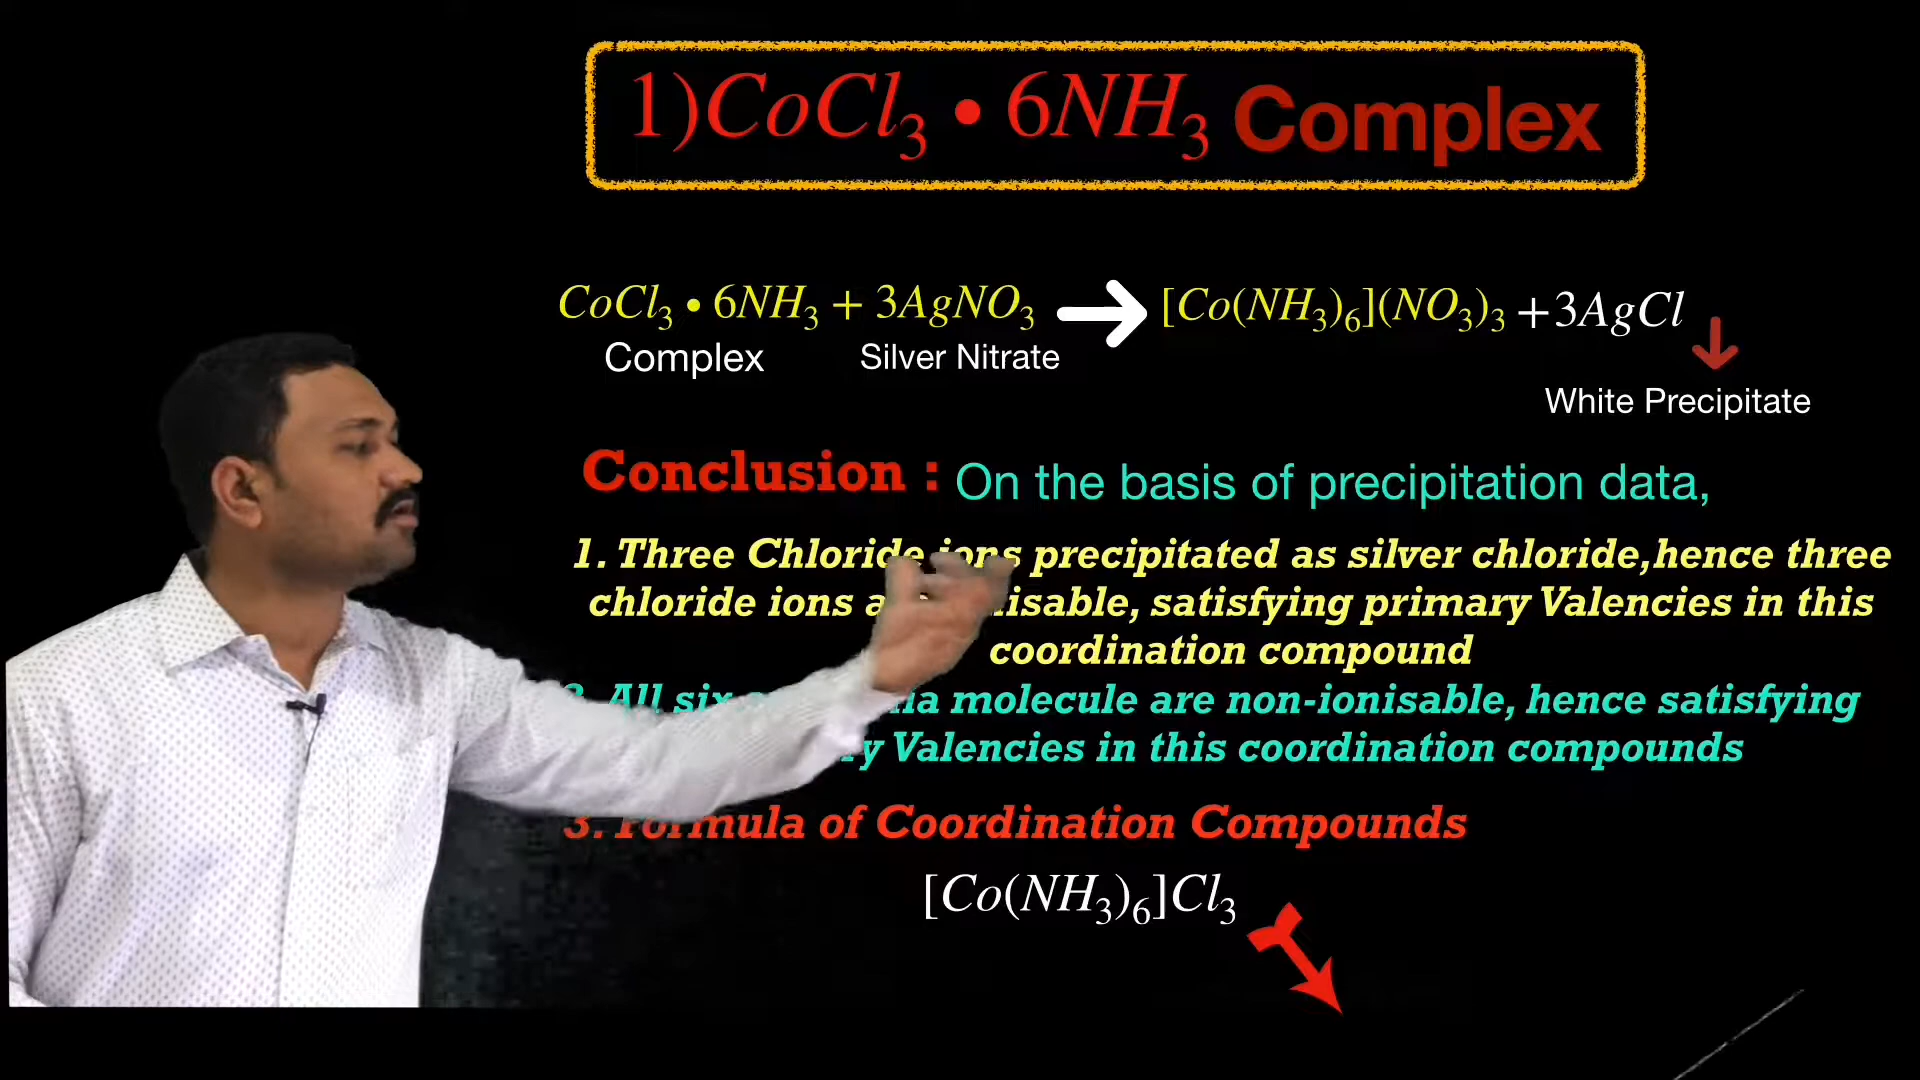 1)CoCl₃ • 6NH₃ Complex
CoCl₃ • 6NH₃ + 3AgNO₃ → [Co(NH₃)₆](NO₃)₃ +3AgCl ↓
Complex Silver Nitrate
White Precipitate
Conclusion : On the basis of precipitation data,
1. Three Chloride ions precipitated as silver chloride,hence three
chloride ions satisfying primary Valencies in this
coordination compound
All six molecule are non-ionisable, hence satisfying
Valencies in this coordination compounds
3. Formula of Coordination Compounds
[Co(NH₃)₆]Cl₃